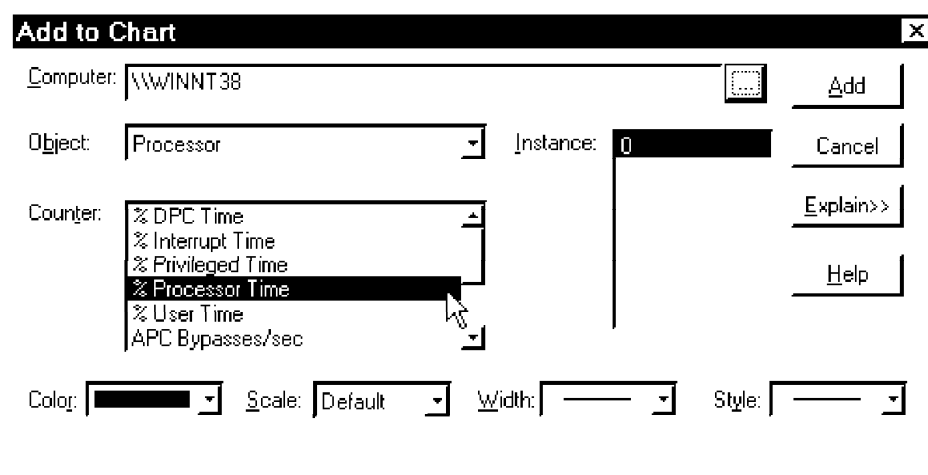 Add to Chart
Computer: \\WINNT38 ... Add
Object: Processor Instance: 0 Cancel
Counter: % DPC Time Explain>>
% Interrupt Time
% Privileged Time
% Processor Time Help
% User Time
APC Bypasses/sec
Color: Scale: Default Width: Style: